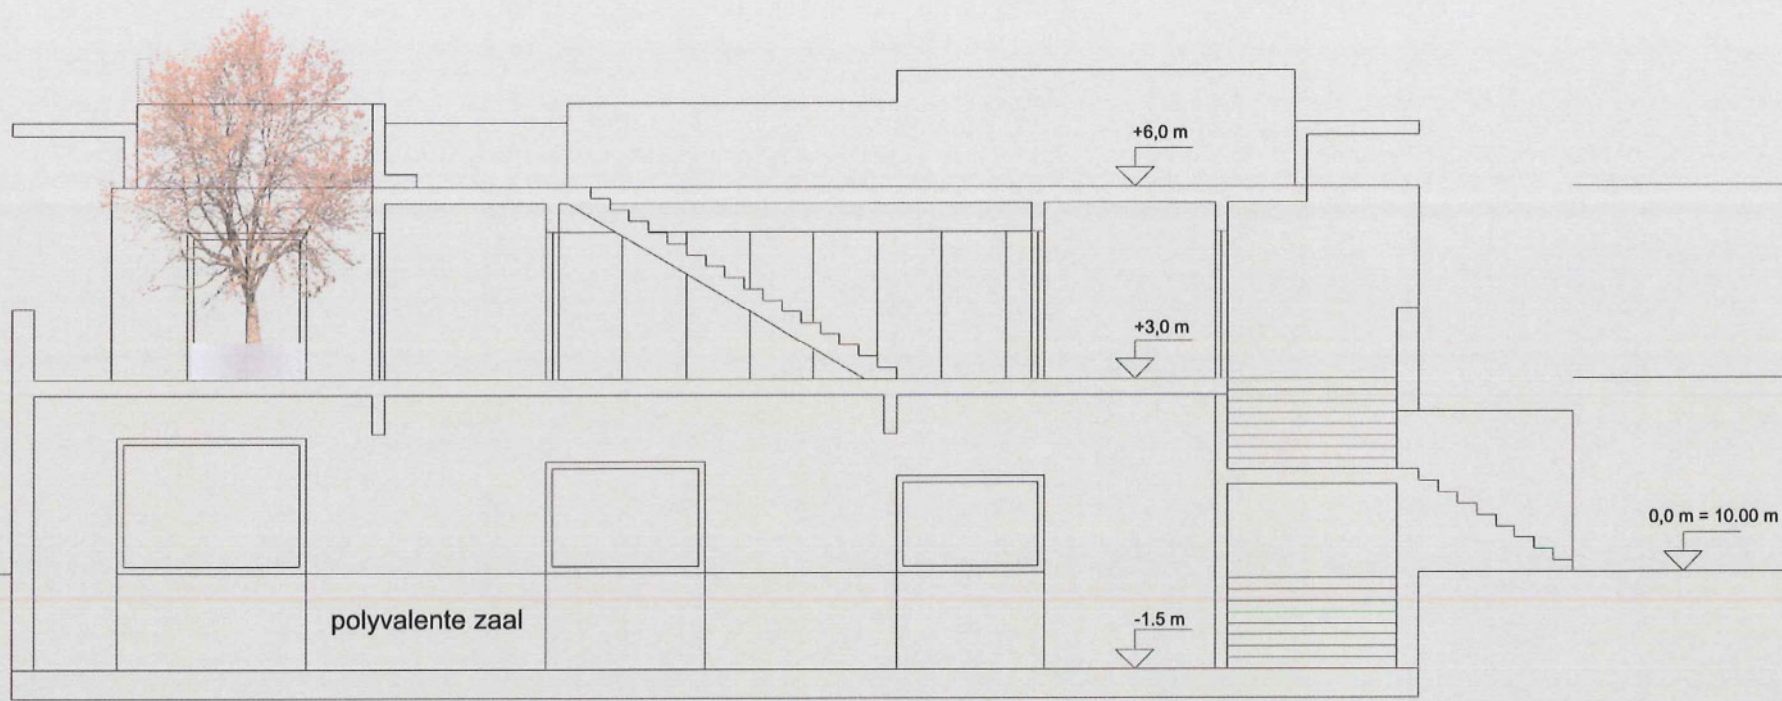 +6,0 m
+3,0 m
0,0 m = 10.00 m
polyvalente zaal
-1.5 m